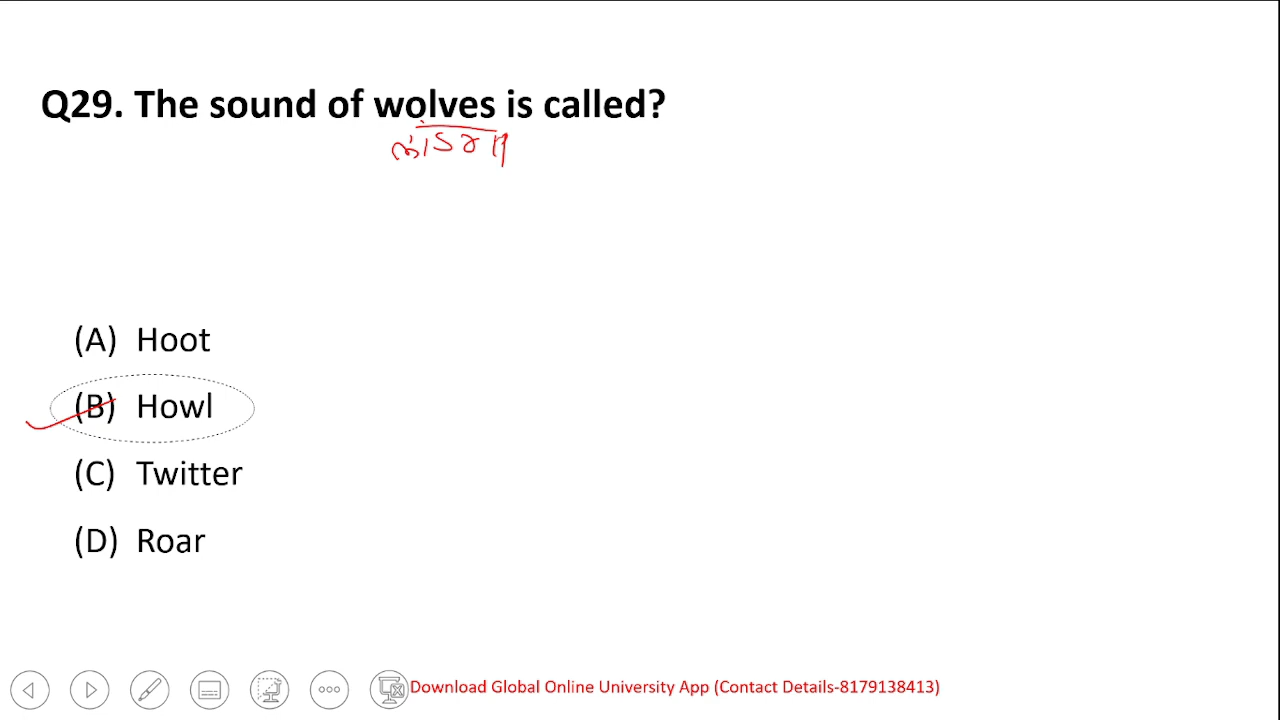 Q29. The sound of wolves is called?
(A) Hoot
(B) Howl
(C) Twitter
(D) Roar
Download Global Online University App (Contact Details-8179138413)